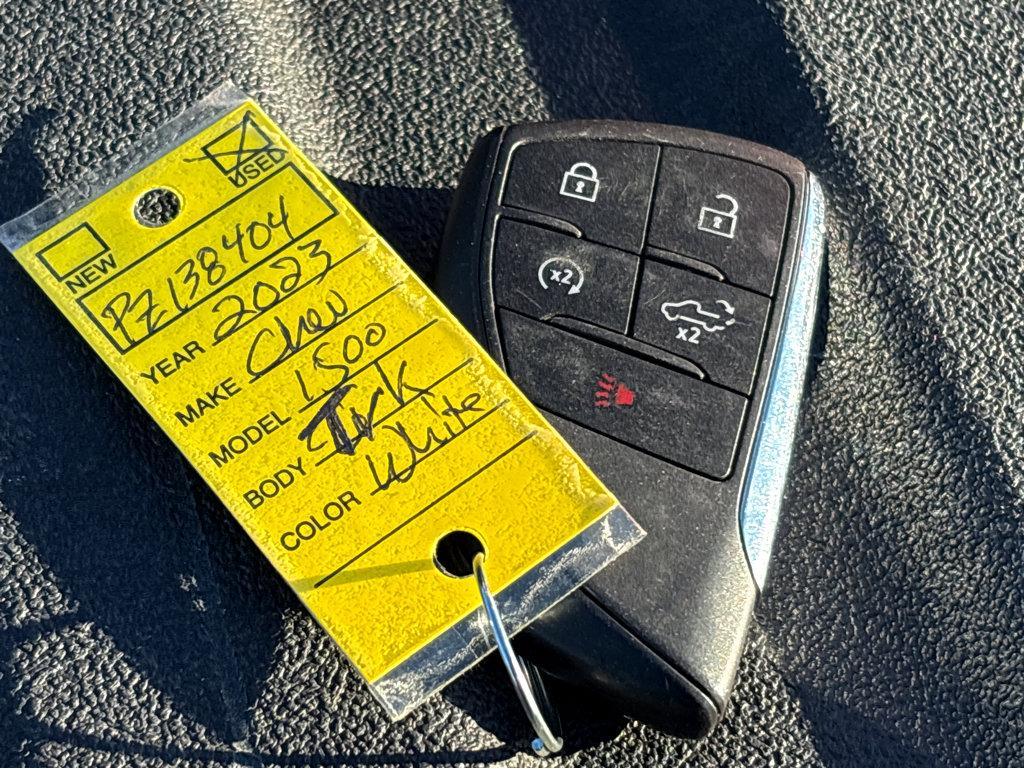 NEW USED
PZ138404
YEAR 2023
MAKE Chev
MODEL 1500
BODY Trk
COLOR White
x2
x2